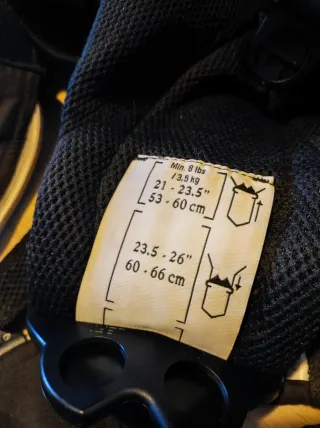 Min. 8 lbs
/ 3.5 kg
21 - 23.5"
53 - 60 cm
23.5 - 26"
60 - 66 cm